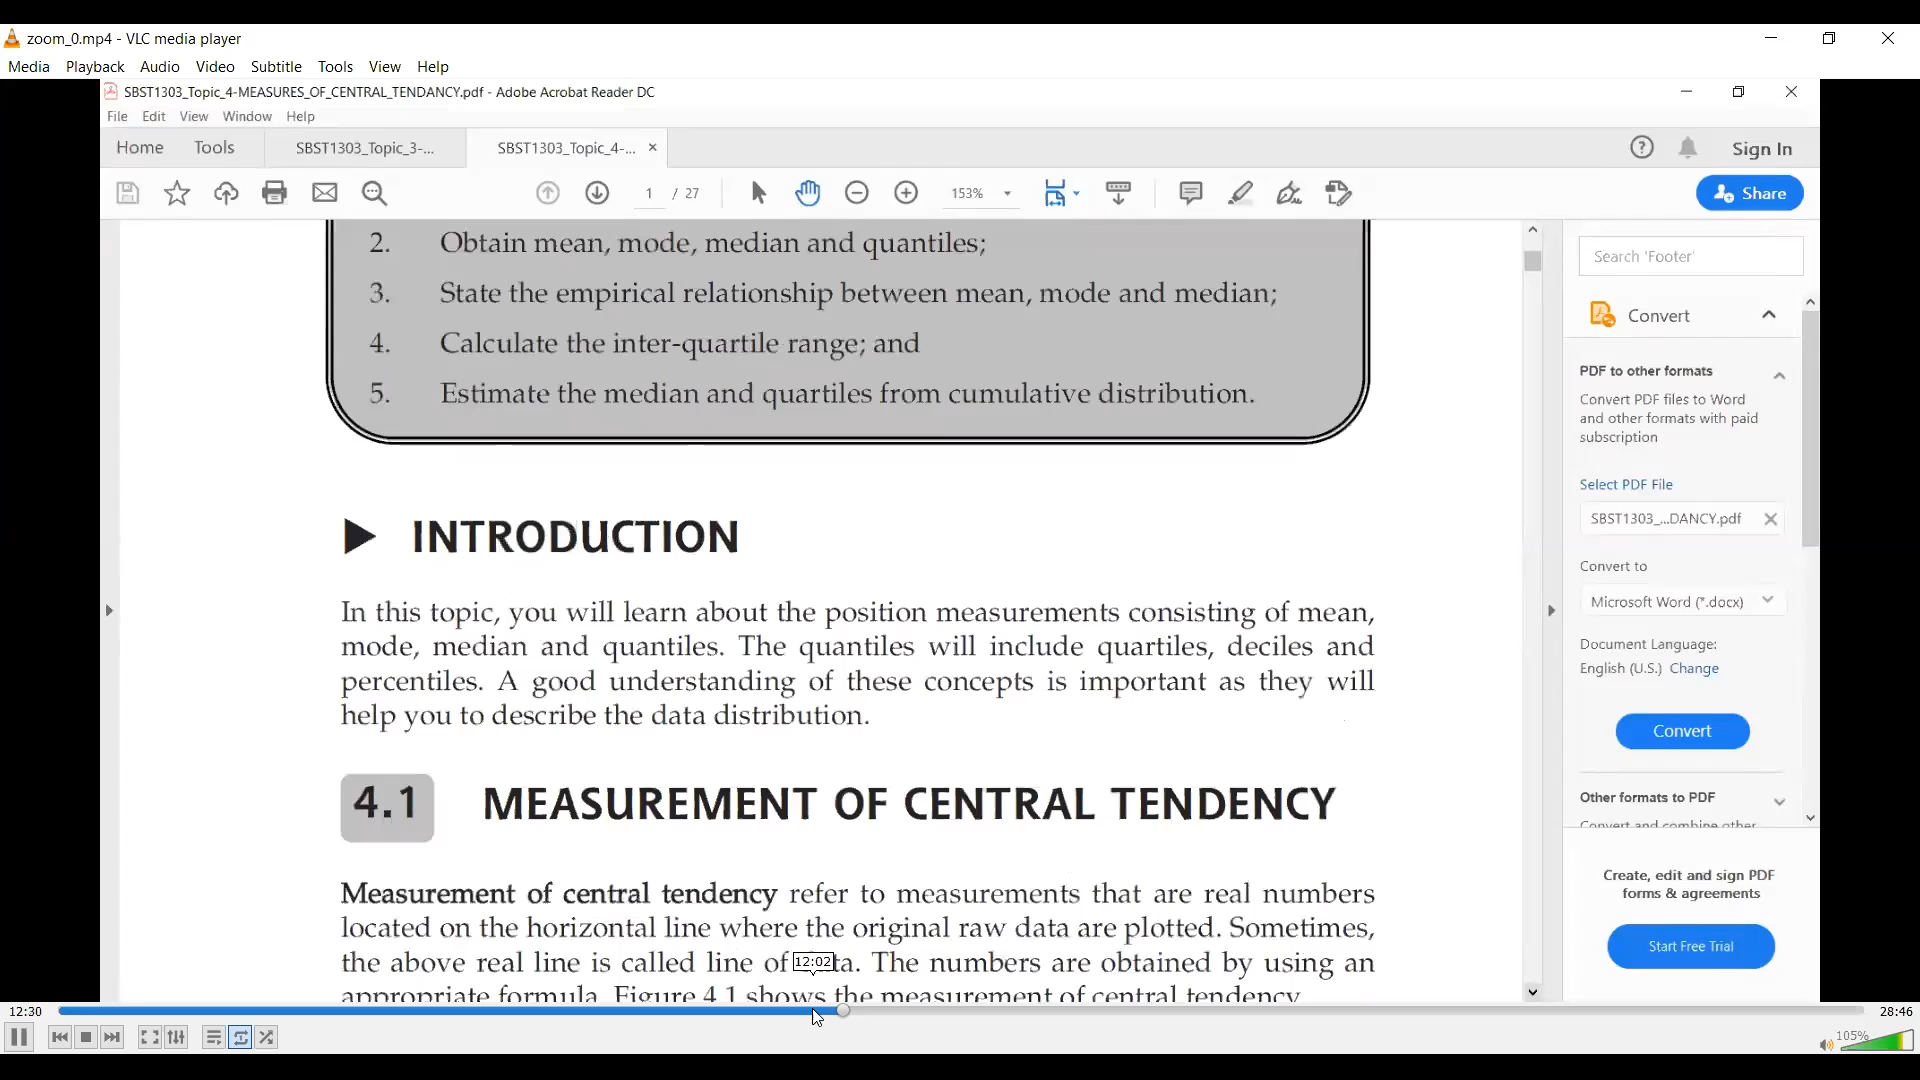 zoom_0.mp4 - VLC media player
Media Playback Audio Video Subtitle Tools View Help
SBST1303_Topic_4-MEASURES_OF_CENTRAL_TENDANCY.pdf - Adobe Acrobat Reader DC
File Edit View Window Help
Home Tools SBST1303_Topic_3-... SBST1303_Topic_4-... × Sign In
1 / 27 153% Share
2. Obtain mean, mode, median and quantiles;
3. State the empirical relationship between mean, mode and median;
4. Calculate the inter-quartile range; and
5. Estimate the median and quartiles from cumulative distribution.
INTRODUCTION
In this topic, you will learn about the position measurements consisting of mean,
mode, median and quantiles. The quantiles will include quartiles, deciles and
percentiles. A good understanding of these concepts is important as they will
help you to describe the data distribution.
4.1 MEASUREMENT OF CENTRAL TENDENCY
Measurement of central tendency refer to measurements that are real numbers
located on the horizontal line where the original raw data are plotted. Sometimes,
the above real line is called line of ta. The numbers are obtained by using an
appropriate formula. Figure 4.1 shows the measurement of central tendency
12:02
Search 'Footer'
Convert
PDF to other formats
Convert PDF files to Word
and other formats with paid
subscription
Select PDF File
SBST1303_...DANCY.pdf
Convert to
Microsoft Word (*.docx)
Document Language:
English (U.S.) Change
Convert
Other formats to PDF
Convert and combine other
Create, edit and sign PDF
forms & agreements
Start Free Trial
12:30 28:46
105%